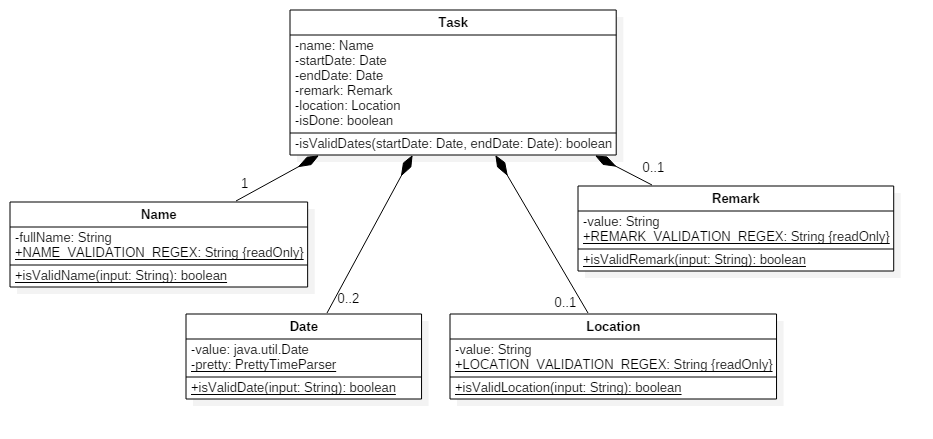 Task
-name: Name
-startDate: Date
-endDate: Date
-remark: Remark
-location: Location
-isDone: boolean
-isValidDates(startDate: Date, endDate: Date): boolean
1
0..1
0..2
0..1
Name
-fullName: String
+NAME_VALIDATION_REGEX: String {readOnly}
+isValidName(input: String): boolean
Remark
-value: String
+REMARK_VALIDATION_REGEX: String {readOnly}
+isValidRemark(input: String): boolean
Date
-value: java.util.Date
-pretty: PrettyTimeParser
+isValidDate(input: String): boolean
Location
-value: String
+LOCATION_VALIDATION_REGEX: String {readOnly}
+isValidLocation(input: String): boolean